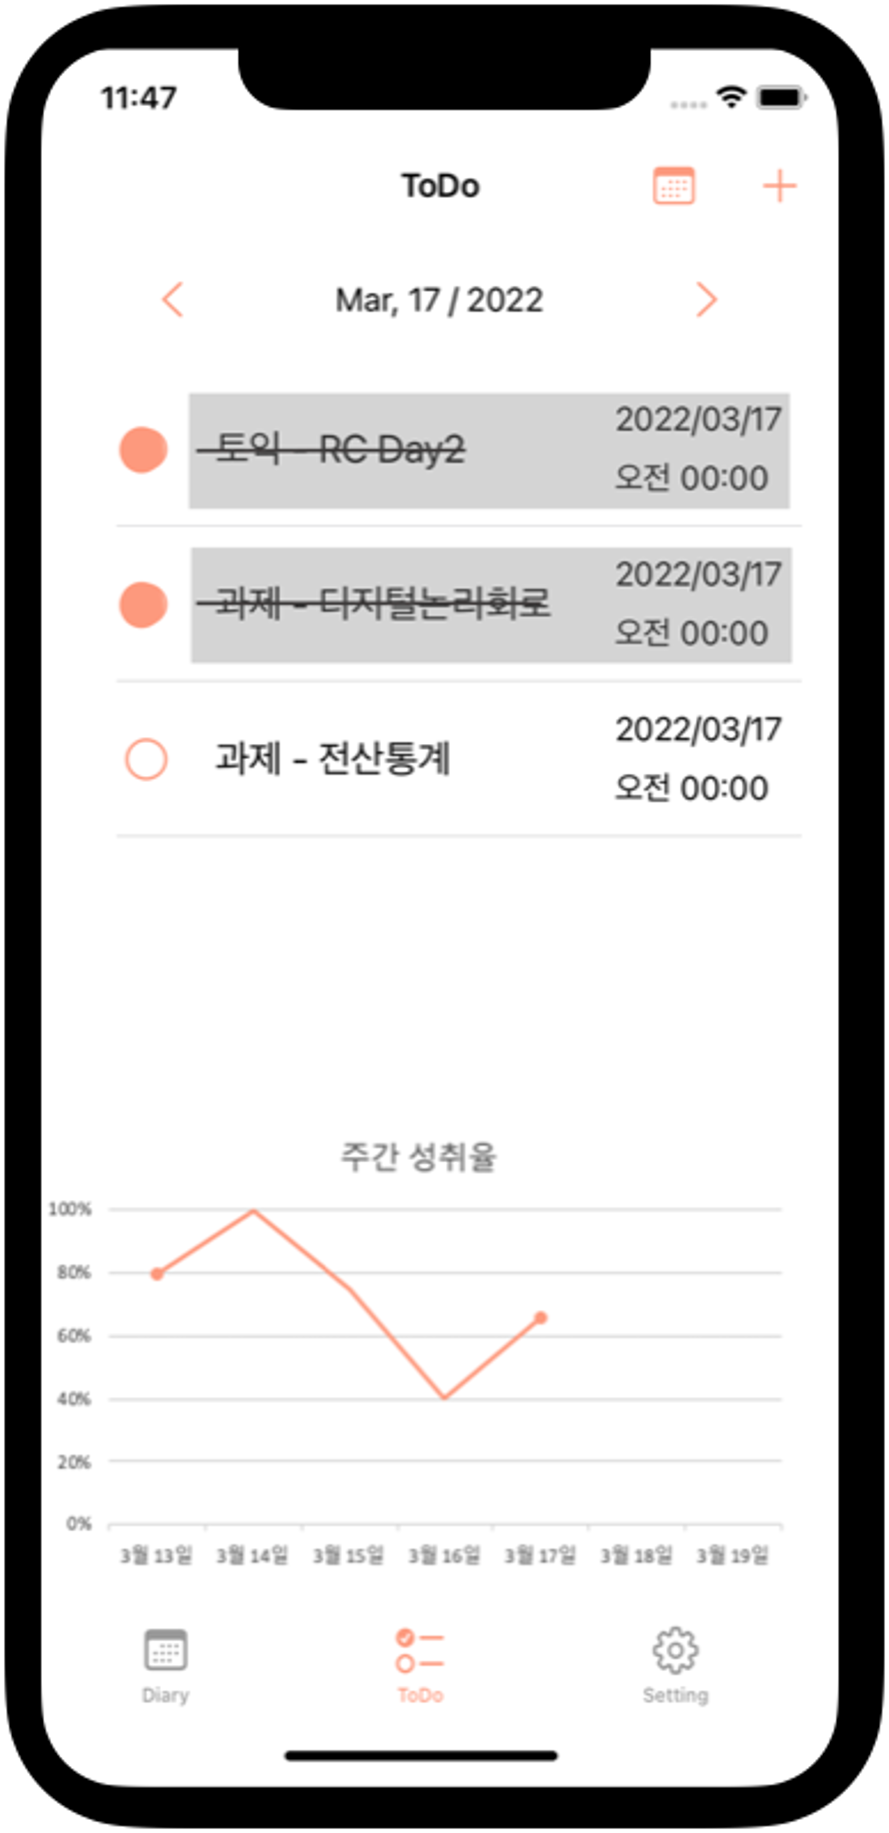 11:47
ToDo
Mar, 17 / 2022
토익 - RC Day2
2022/03/17
오전 00:00
과제 - 디지털논리회로
2022/03/17
오전 00:00
과제 - 전산통계
2022/03/17
오전 00:00
주간 성취율
100%
80%
60%
40%
20%
0%
3월 13일 3월 14일 3월 15일 3월 16일 3월 17일 3월 18일 3월 19일
Diary ToDo Setting